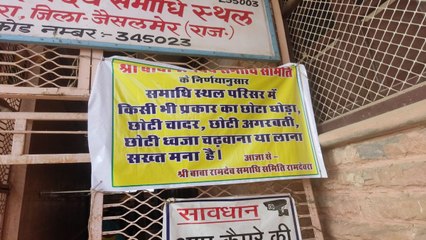 समाधि स्थल
रा, जिला-जैसलमेर (राज.)
कोड नम्बर:- 345023
श्री बाबा रामदेव समाधि समिति
के निर्णयानुसार
समाधि स्थल परिसर में
किसी भी प्रकार का छोटा घोड़ा,
छोटी चादर, छोटी अगरबत्ती,
छोटी ध्वजा चढ़वाना या लाना
सख्त मना है।
आज्ञा से -
श्री बाबा रामदेव समाधि समिति रामदेवरा
सावधान